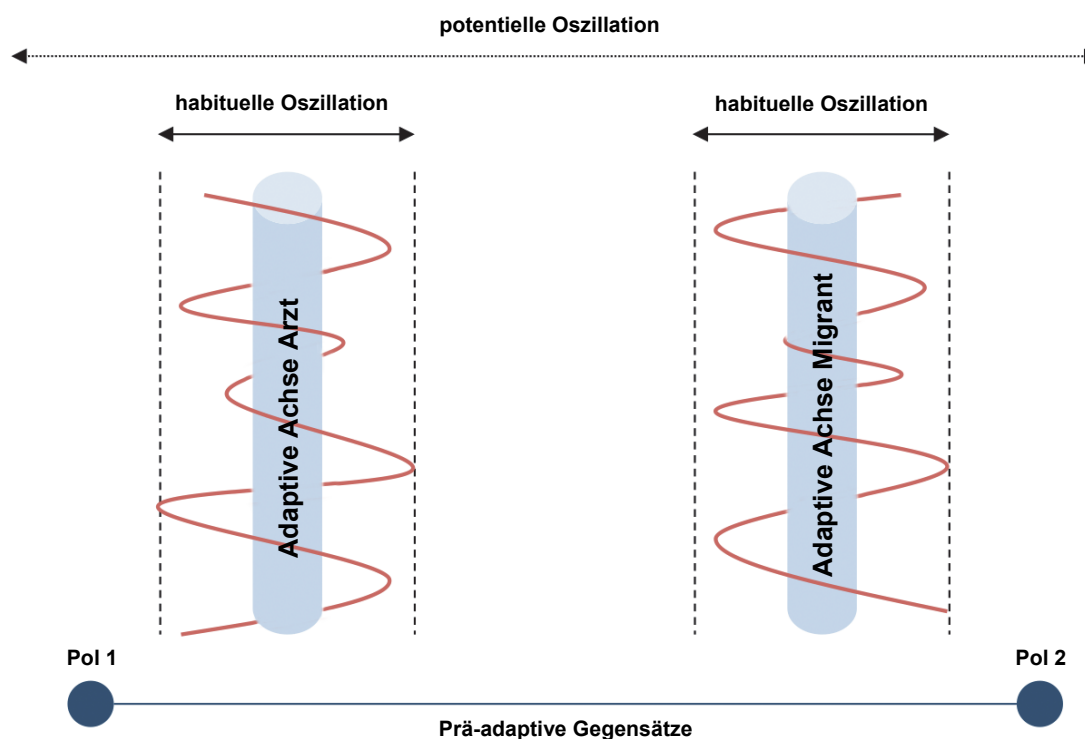 potentielle Oszillation
habituelle Oszillation
habituelle Oszillation
Adaptive Achse Arzt
Adaptive Achse Migrant
Pol 1
Pol 2
Prä-adaptive Gegensätze